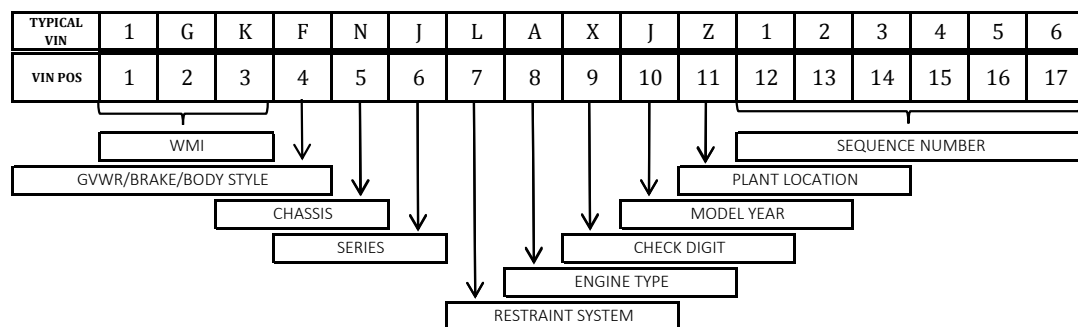 TYPICAL VIN 1 G K F N J L A X J Z 1 2 3 4 5 6
VIN POS 1 2 3 4 5 6 7 8 9 10 11 12 13 14 15 16 17
WMI SEQUENCE NUMBER
GVWR/BRAKE/BODY STYLE PLANT LOCATION
CHASSIS MODEL YEAR
SERIES CHECK DIGIT
ENGINE TYPE
RESTRAINT SYSTEM